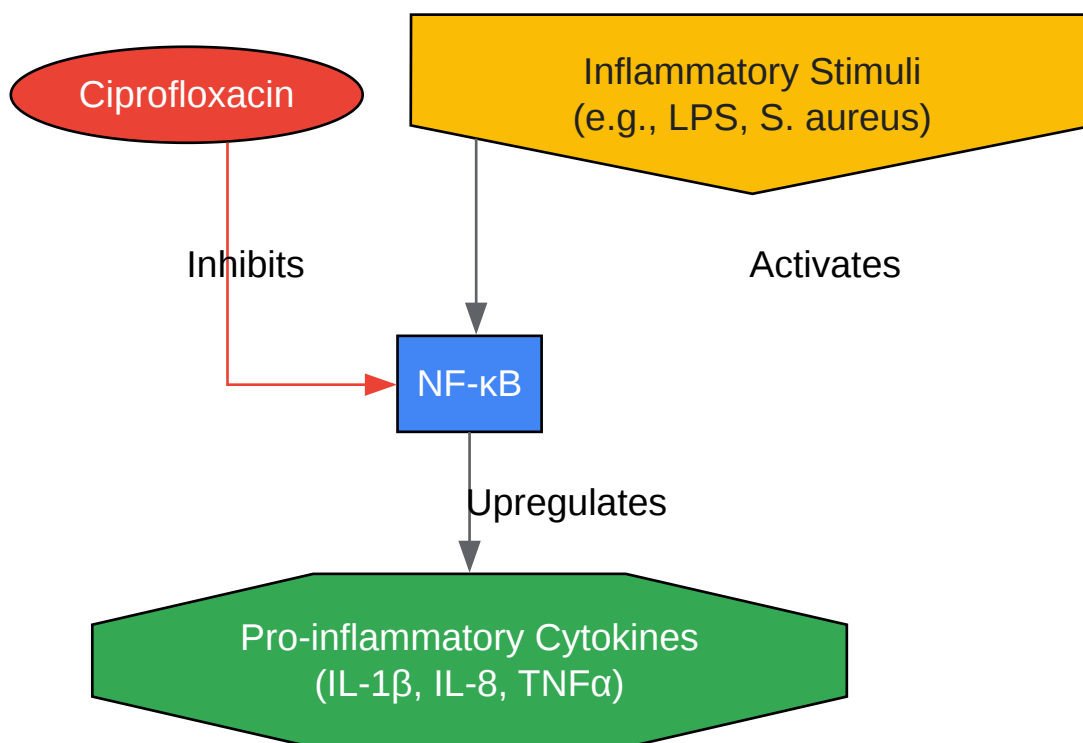 Ciprofloxacin
Inflammatory Stimuli
(e.g., LPS, S. aureus)
Inhibits
Activates
NF-κB
Upregulates
Pro-inflammatory Cytokines
(IL-1β, IL-8, TNFα)